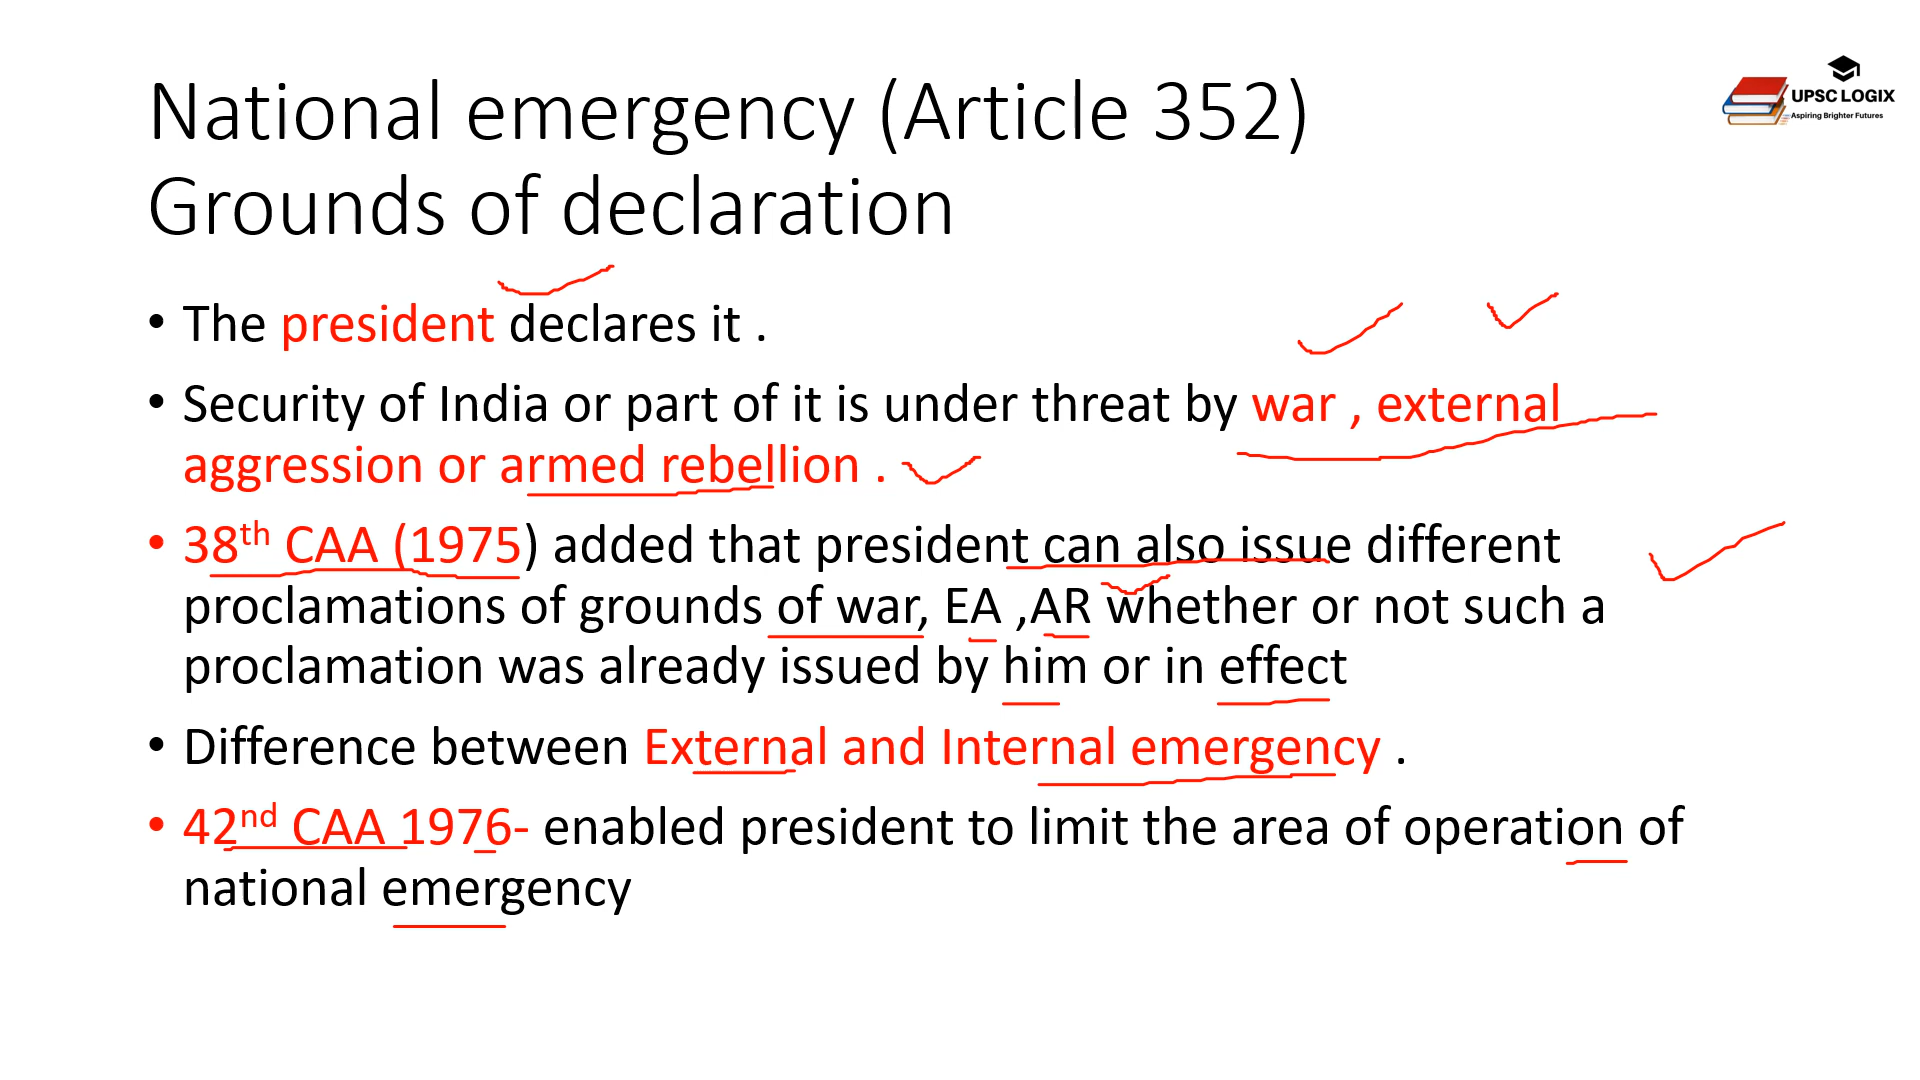 National emergency (Article 352)
Grounds of declaration
UPSC LOGIX
Aspiring Brighter Futures
• The president declares it .
• Security of India or part of it is under threat by war , external
aggression or armed rebellion .
• 38th CAA (1975) added that president can also issue different
proclamations of grounds of war, EA ,AR whether or not such a
proclamation was already issued by him or in effect
• Difference between External and Internal emergency .
• 42nd CAA 1976- enabled president to limit the area of operation of
national emergency